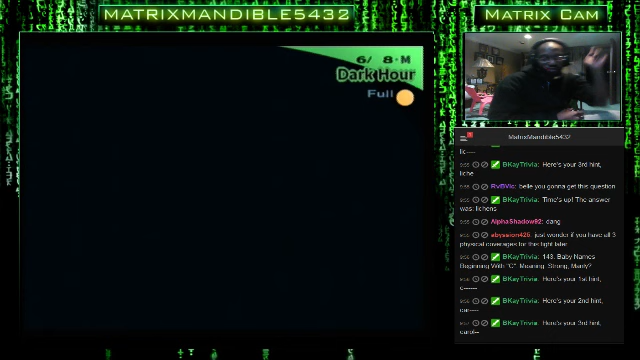 MATRIXMANDIBLE5432
Matrix Cam
6/ 8·M
Dark Hour
Full
MatrixMandible5432
lic----
BKayTrivia: Here's your 3rd hint,
liche
RvBVic: belle you gonna get this question
BKayTrivia: Time's up! The answer
was: lichens
AlphaShadow92: dang
abyssion426: just wonder if you have all 3
physical coverages for this fight later
BKayTrivia: 143. Baby Names
Beginning With "C": Meaning: Strong, Manly?
BKayTrivia: Here's your 1st hint,
c------
BKayTrivia: Here's your 2nd hint,
car----
BKayTrivia: Here's your 3rd hint,
carol--